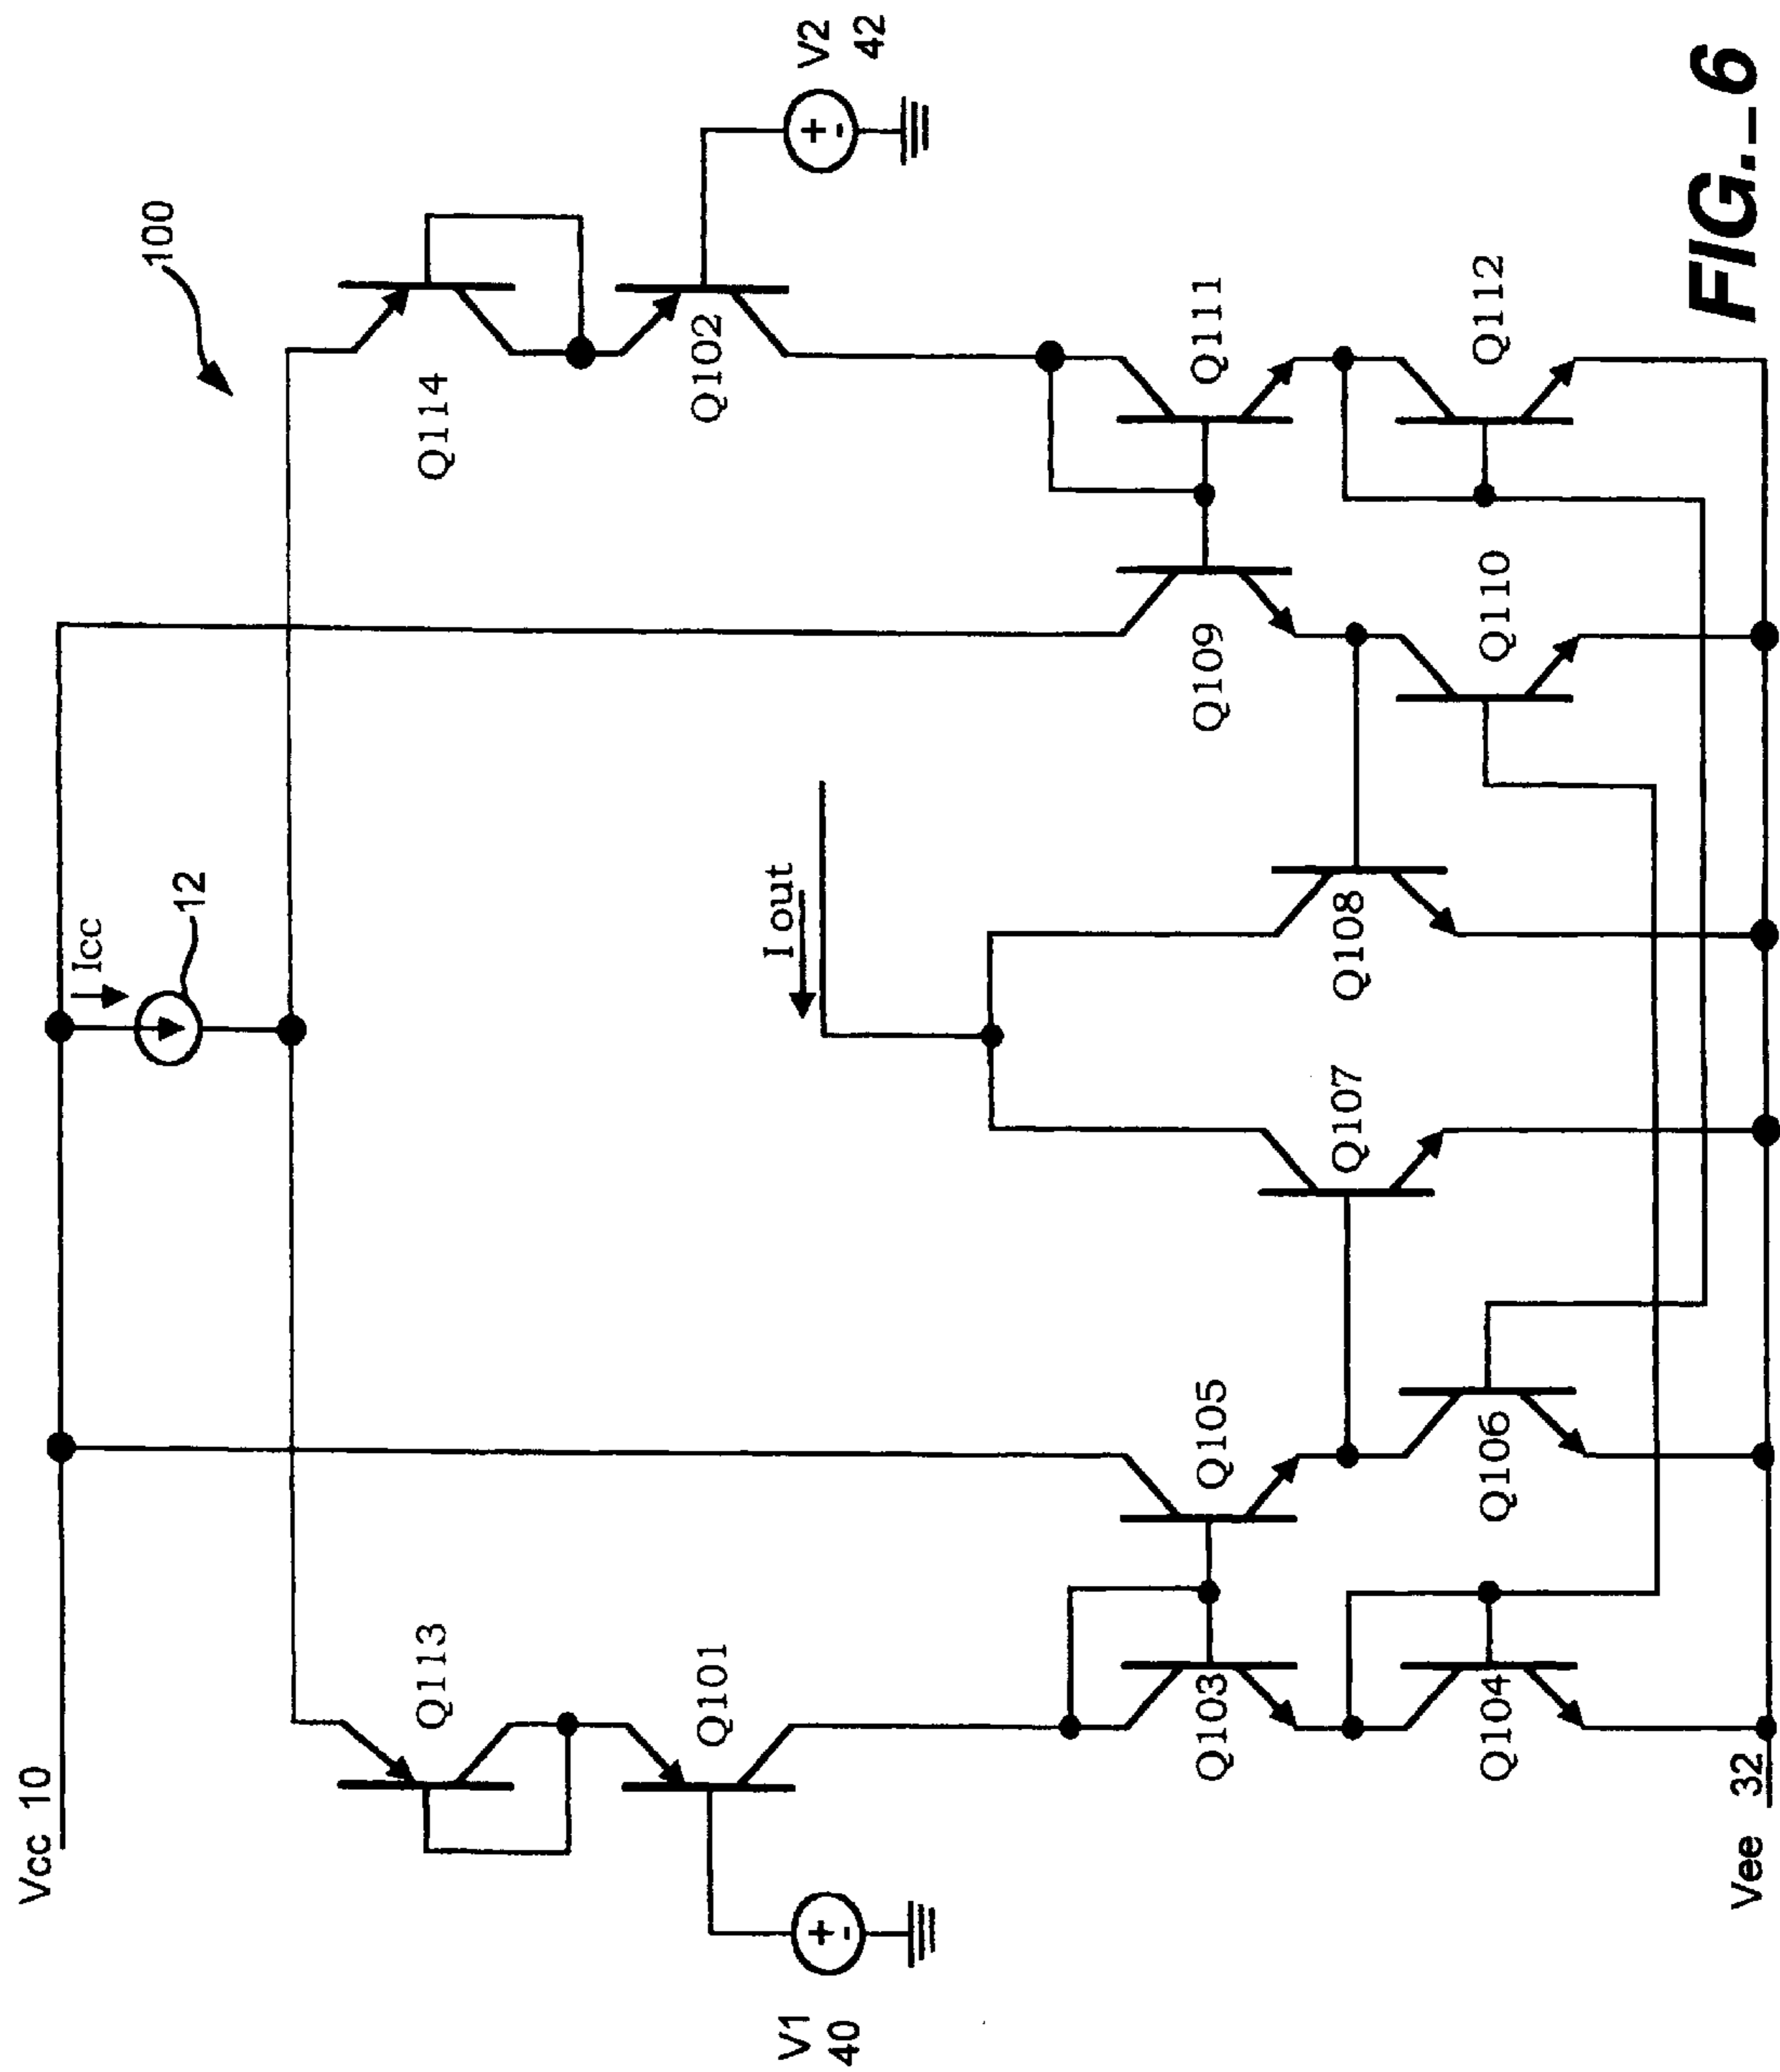 Vcc 10
Icc
12
100
Q113
Q114
V1
40
Q101
Q102
V2
42
+
-
+
-
I out
Q103
Q105
Q107
Q108
Q109
Q111
Q104
Q106
Q110
Q112
Vee 32
FIG._6